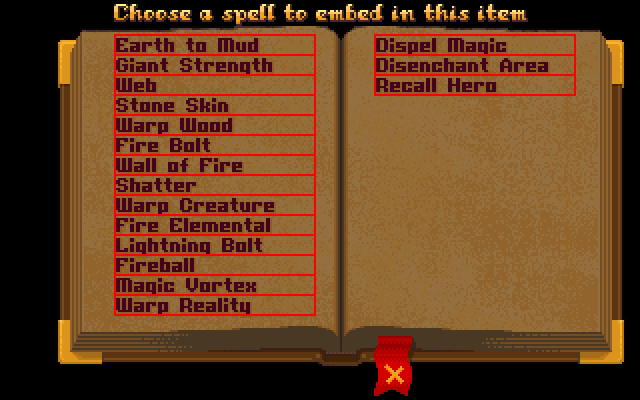 Choose a spell to embed in this item
Earth to Mud
Giant Strength
Web
Stone Skin
Warp Wood
Fire Bolt
Wall of Fire
Shatter
Warp Creature
Fire Elemental
Lightning Bolt
Fireball
Magic Vortex
Warp Reality
Dispel Magic
Disenchant Area
Recall Hero